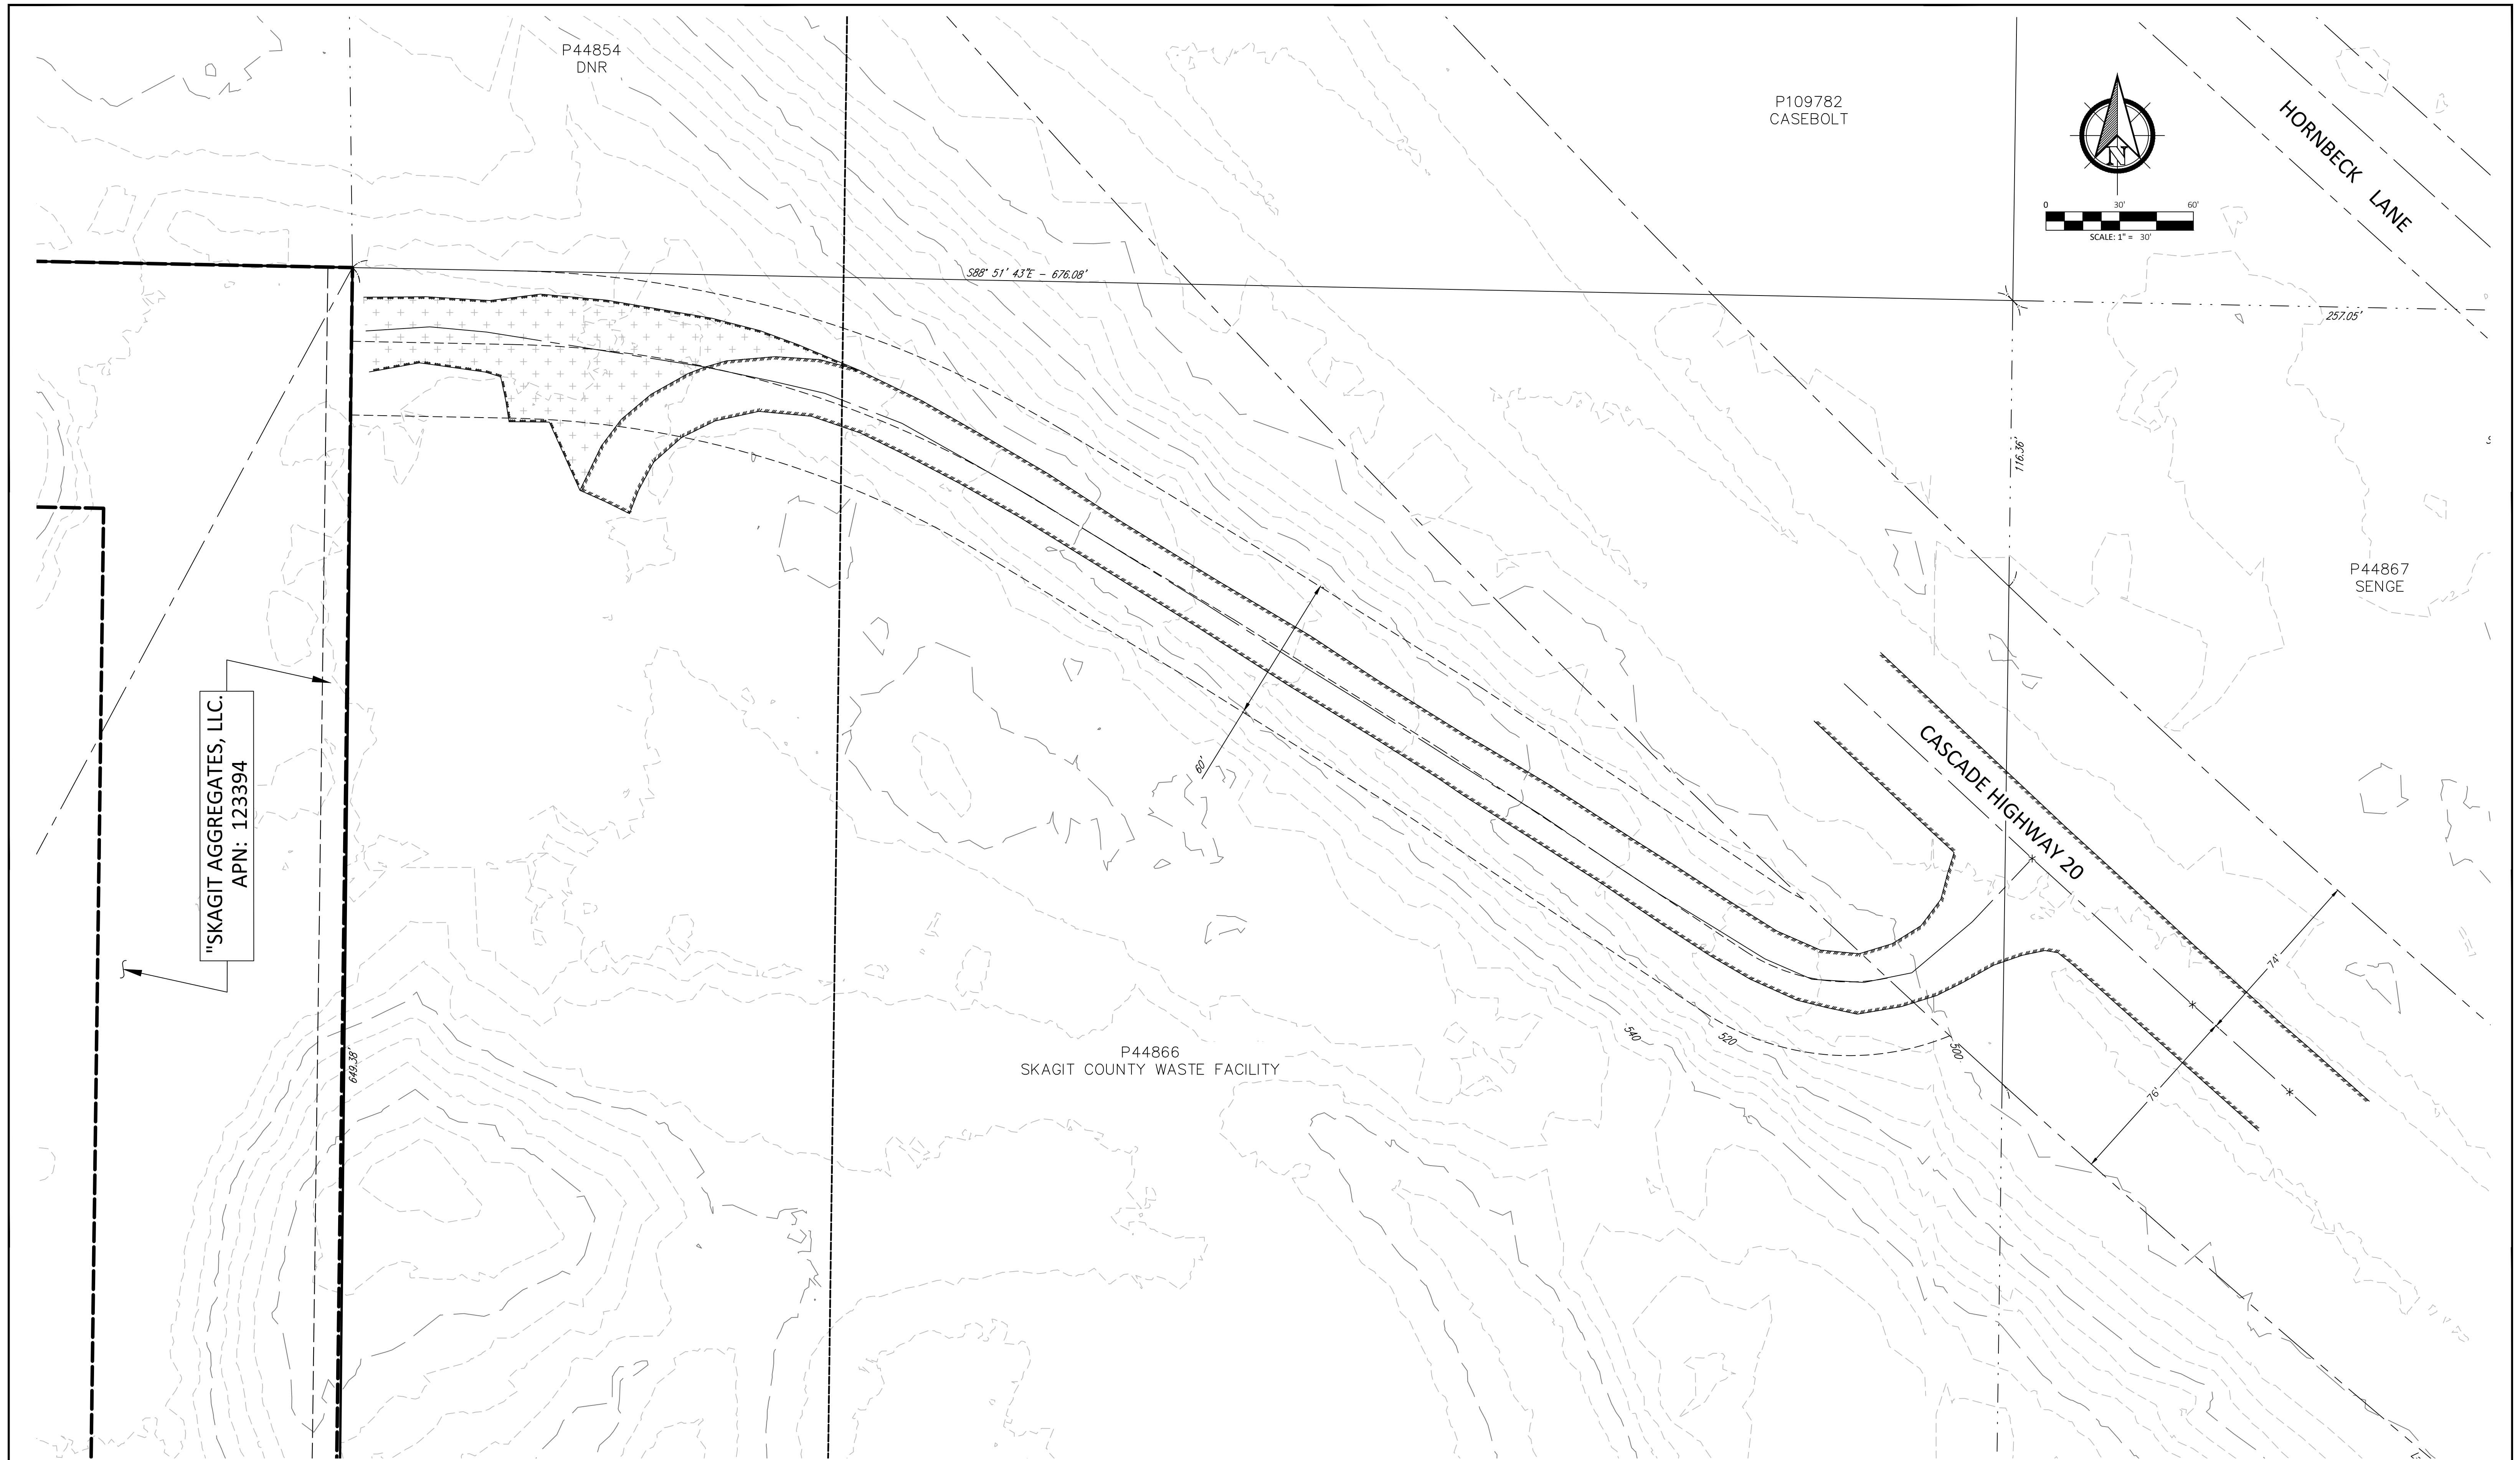 P44854
DNR
P109782
CASEBOLT
HORNBECK LANE
N
0 30' 60'
SCALE: 1" = 30'
S88° 51' 43"E - 676.08'
257.05'
116.36'
P44867
SENGE
"SKAGIT AGGREGATES, LLC.
APN: 123394
60'
CASCADE HIGHWAY 20
74'
76'
540
520
500
649.38'
P44866
SKAGIT COUNTY WASTE FACILITY